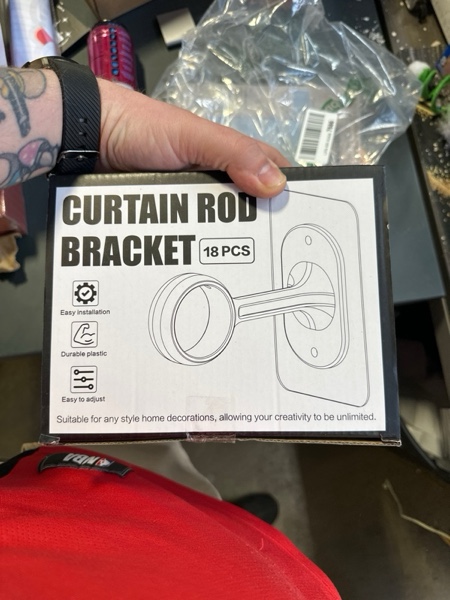 CURTAIN ROD
BRACKET 18 PCS
Easy installation
Durable plastic
Easy to adjust
Suitable for any style home decorations, allowing your creativity to be unlimited.
NBA